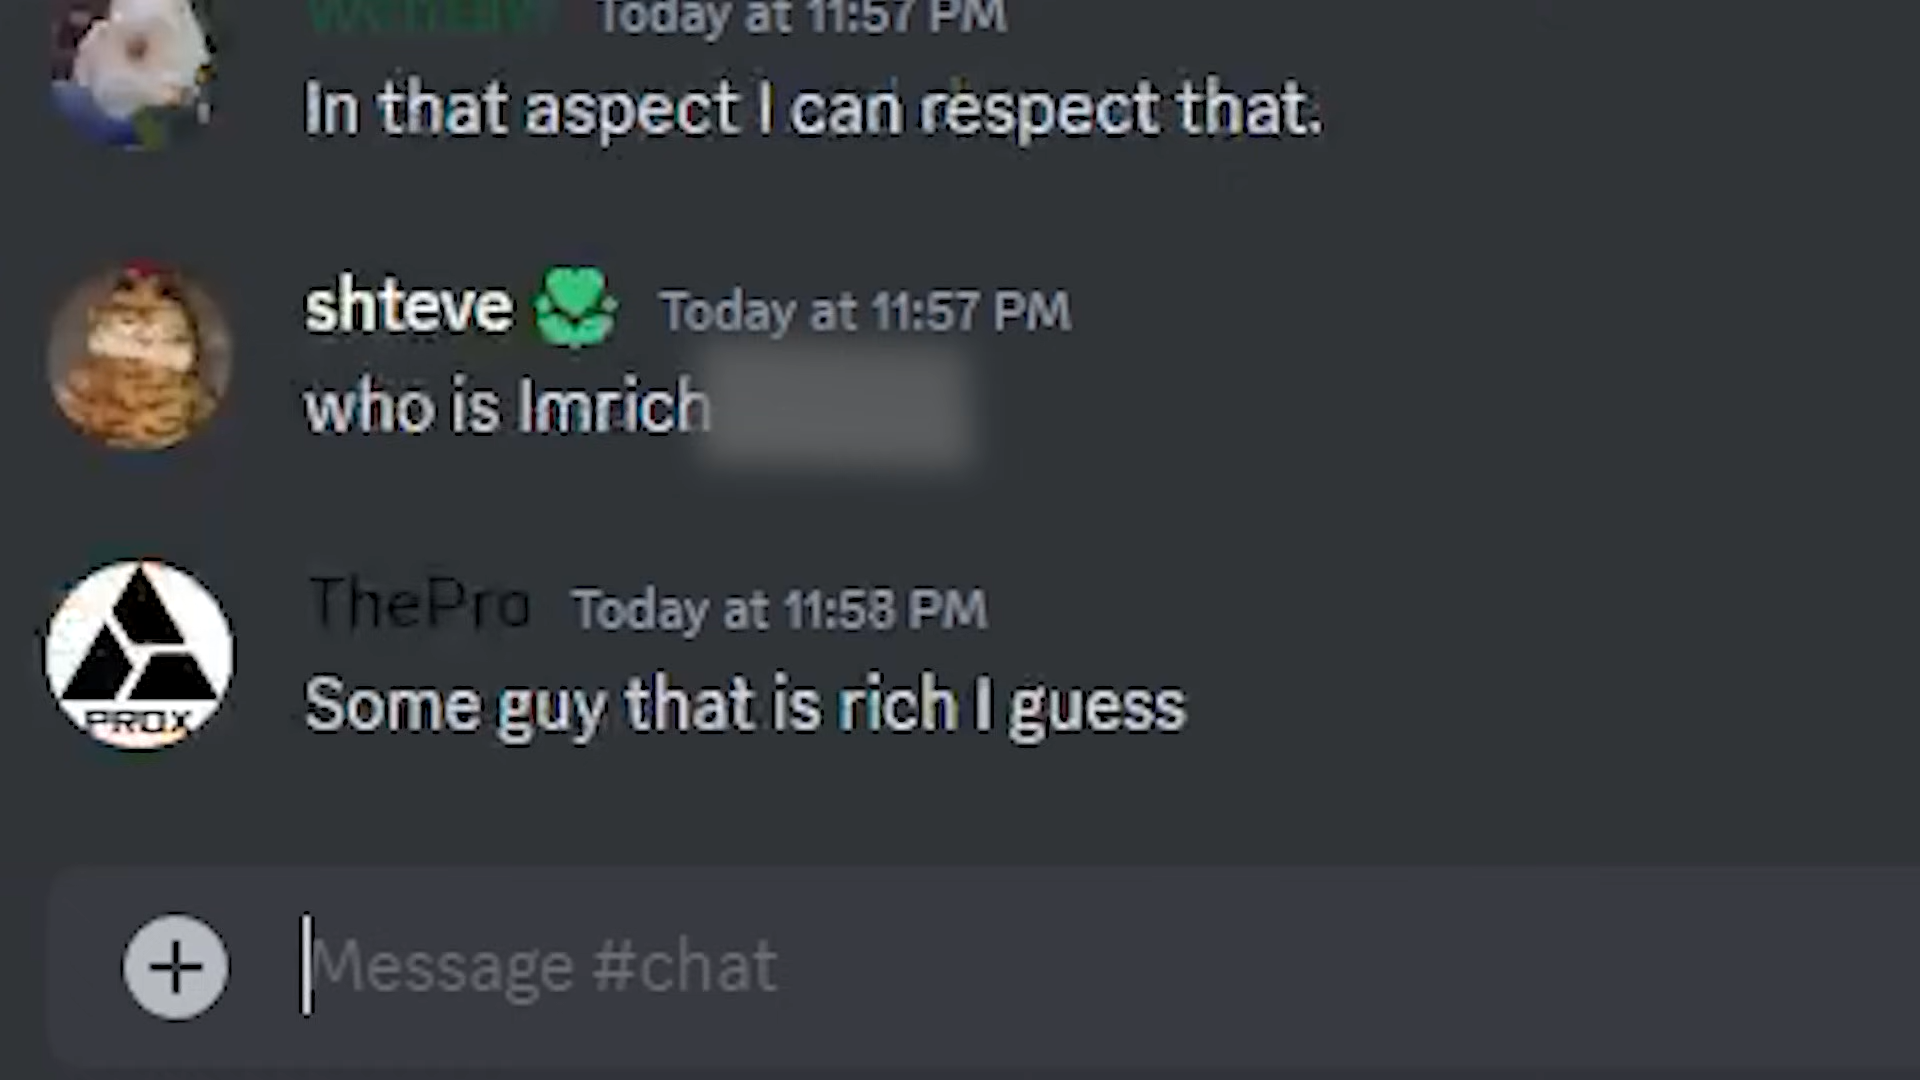 Today at 11:57 PM
In that aspect I can respect that.
shteve Today at 11:57 PM
who is Imrich
ThePro Today at 11:58 PM
Some guy that is rich I guess
PROX
Message #chat